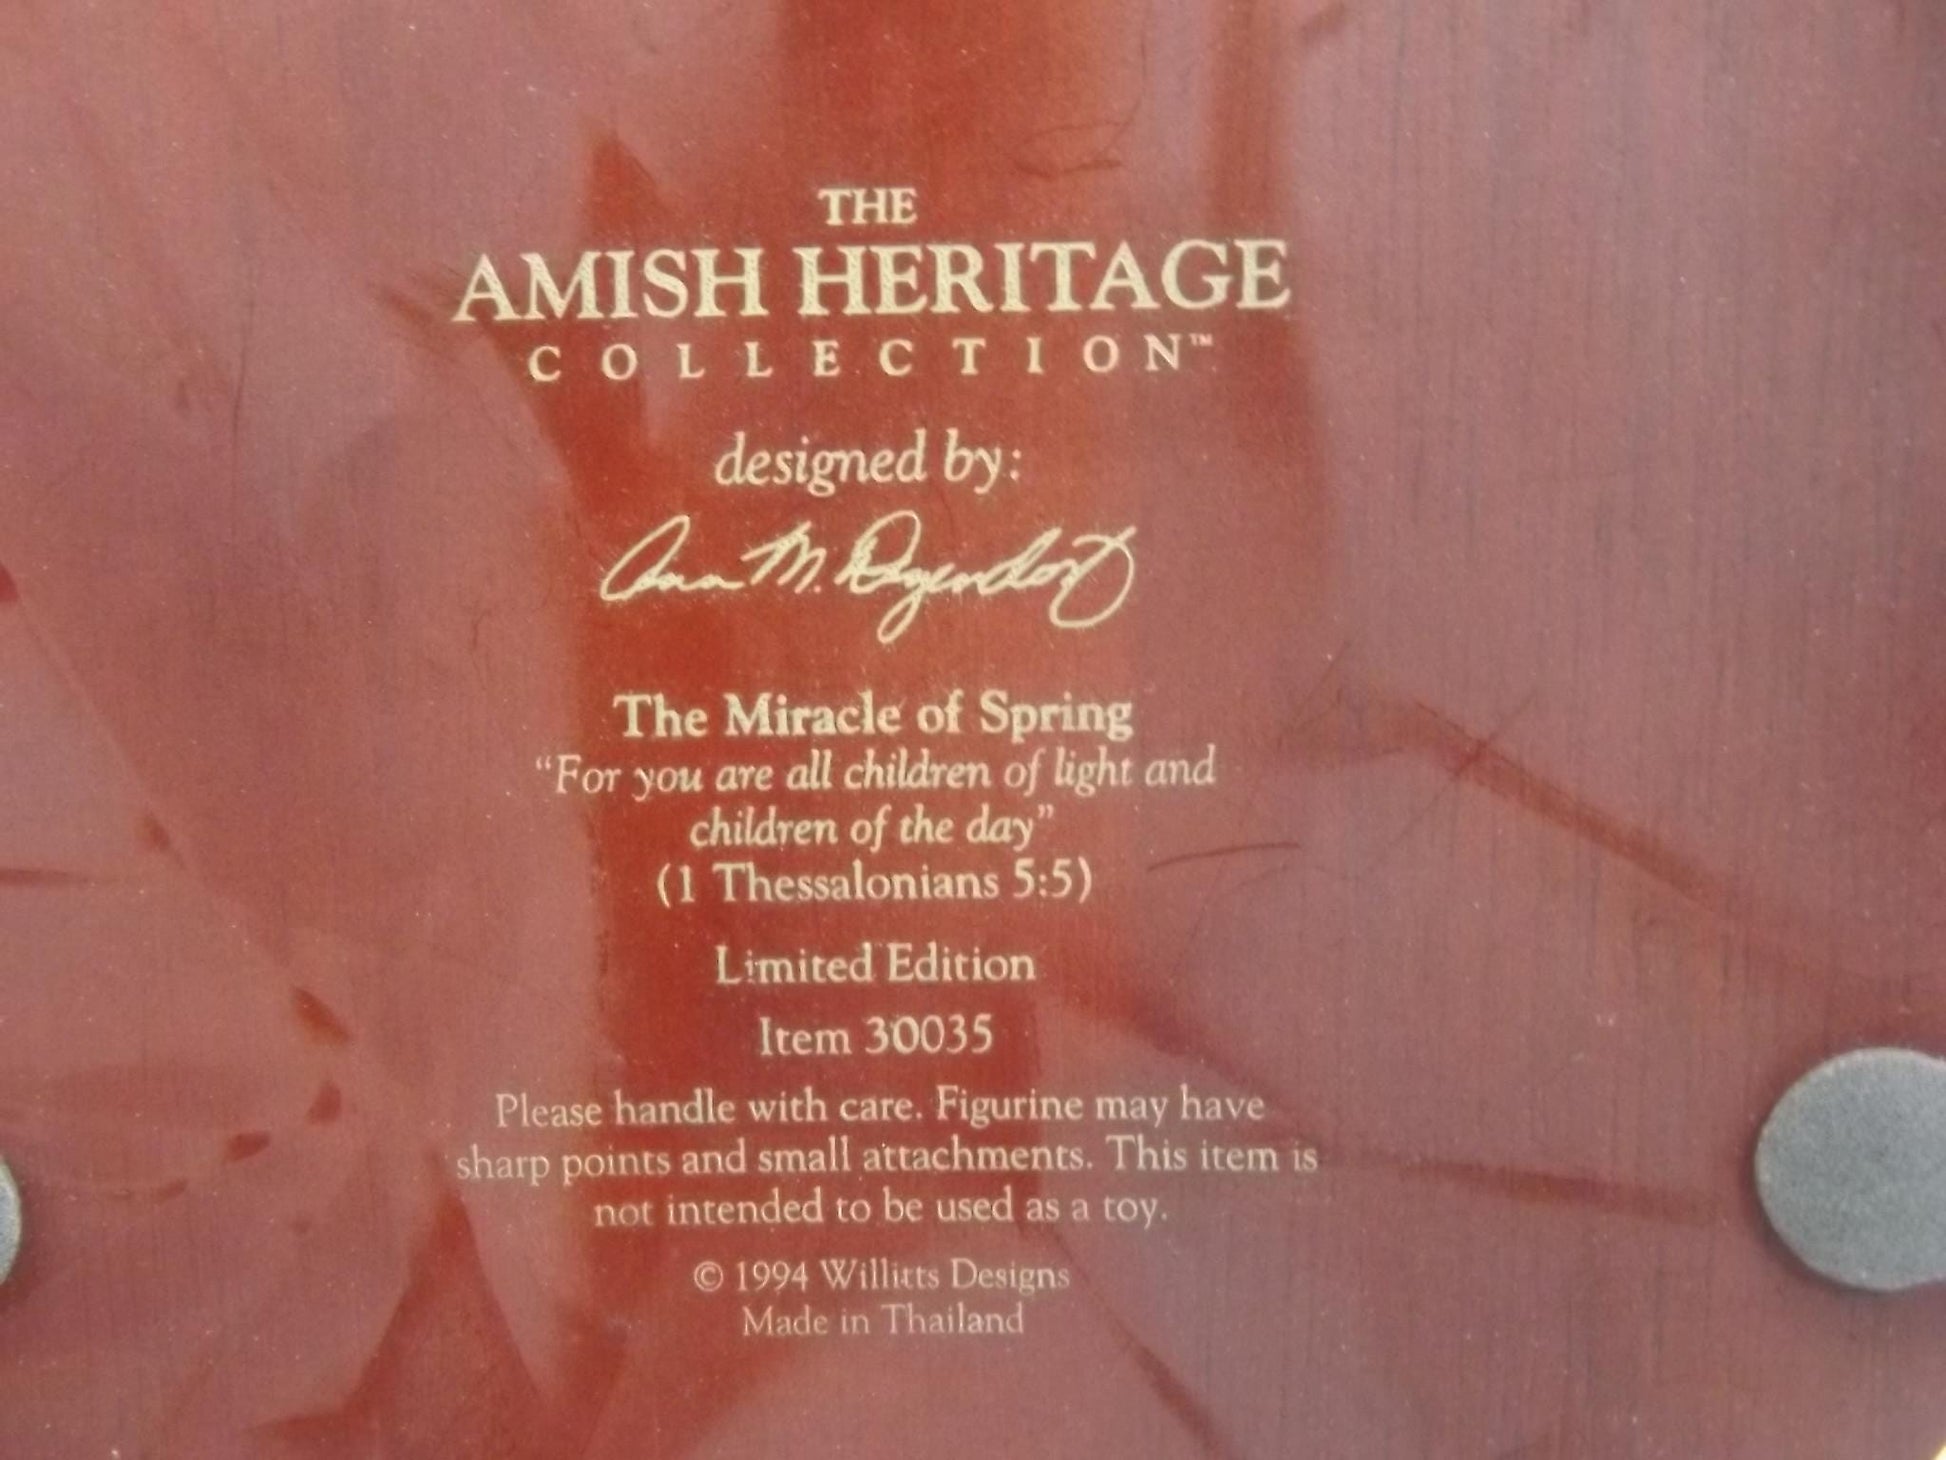 THE
AMISH HERITAGE
COLLECTION™
designed by:
Ann M. Dezendorf
The Miracle of Spring
“For you are all children of light and
children of the day”
(1 Thessalonians 5:5)
Limited Edition
Item 30035
Please handle with care. Figurine may have
sharp points and small attachments. This item is
not intended to be used as a toy.
© 1994 Willitts Designs
Made in Thailand